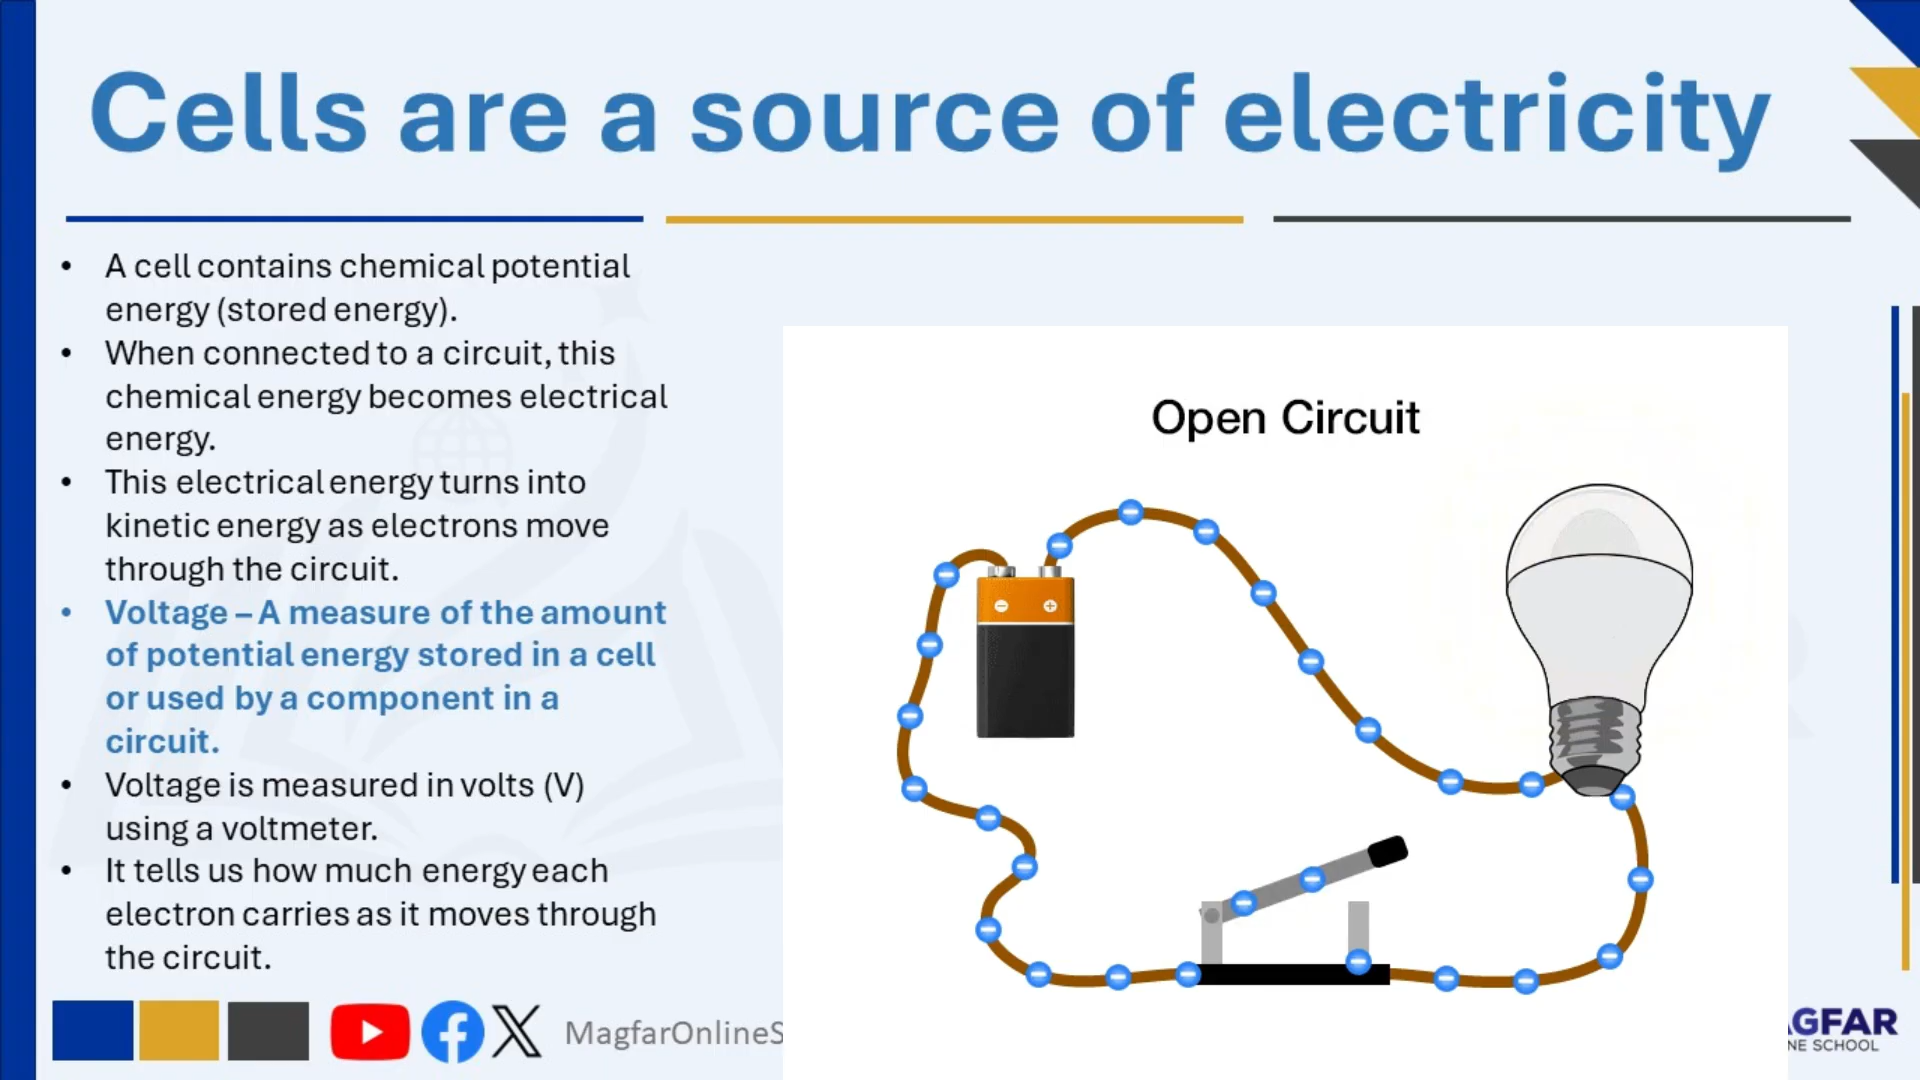 Cells are a source of electricity
• A cell contains chemical potential
energy (stored energy).
• When connected to a circuit, this
chemical energy becomes electrical
energy.
• This electrical energy turns into
kinetic energy as electrons move
through the circuit.
• Voltage – A measure of the amount
of potential energy stored in a cell
or used by a component in a
circuit.
• Voltage is measured in volts (V)
using a voltmeter.
• It tells us how much energy each
electron carries as it moves through
the circuit.
Open Circuit
MagfarOnlineS
GFAR
NE SCHOOL